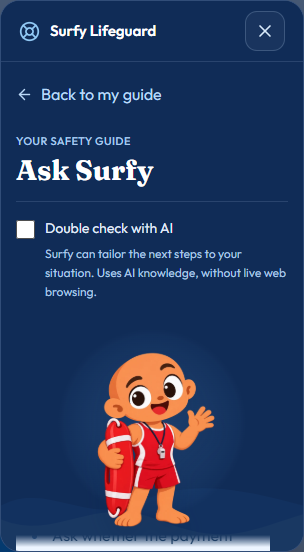 Surfy Lifeguard
Back to my guide
YOUR SAFETY GUIDE
Ask Surfy
Double check with AI
Surfy can tailor the next steps to your
situation. Uses AI knowledge, without live web
browsing.
Ask whether the payment